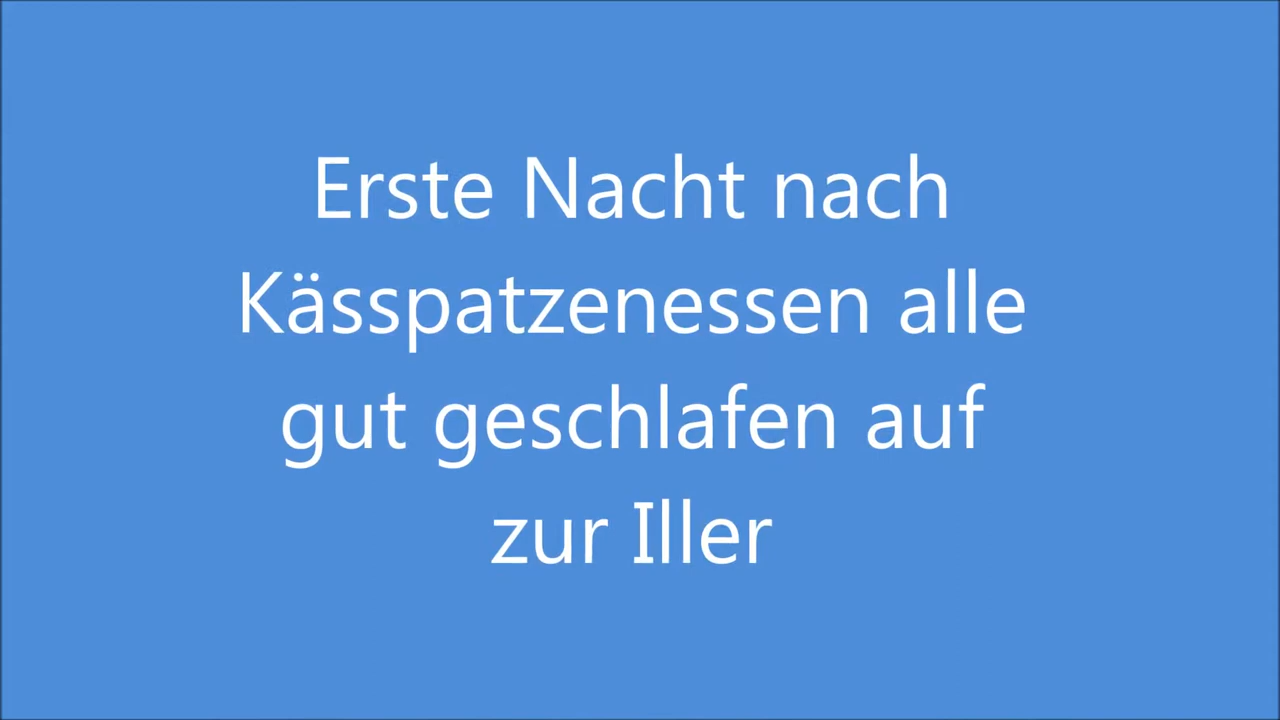 Erste Nacht nach
Kässpatzenessen alle
gut geschlafen auf
zur Iller